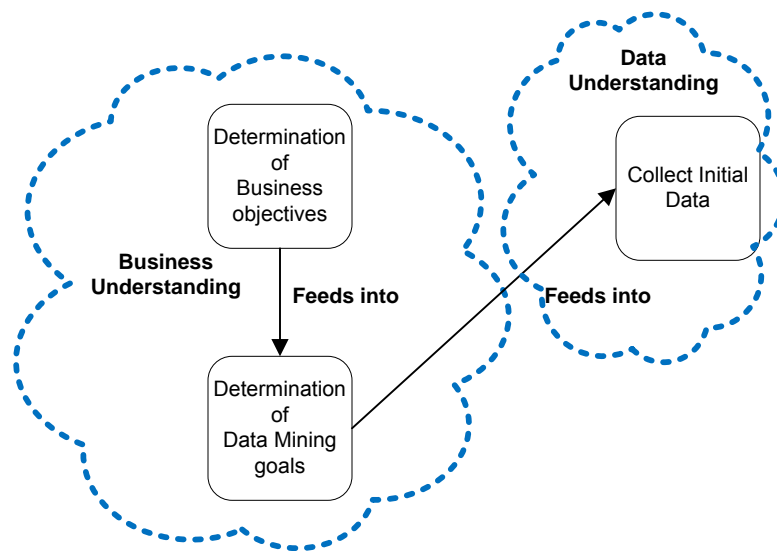 Data
Understanding
Determination
of
Business
objectives
Collect Initial
Data
Business
Understanding
Feeds into
Feeds into
Determination
of
Data Mining
goals